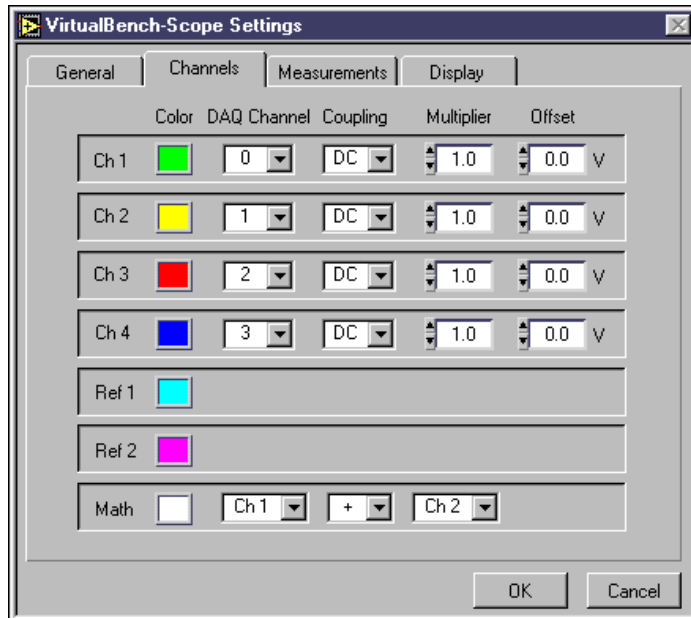 VirtualBench-Scope Settings
General Channels Measurements Display
Color DAQ Channel Coupling Multiplier Offset
Ch 1 0 DC 1.0 0.0 V
Ch 2 1 DC 1.0 0.0 V
Ch 3 2 DC 1.0 0.0 V
Ch 4 3 DC 1.0 0.0 V
Ref 1
Ref 2
Math Ch 1 + Ch 2
OK Cancel